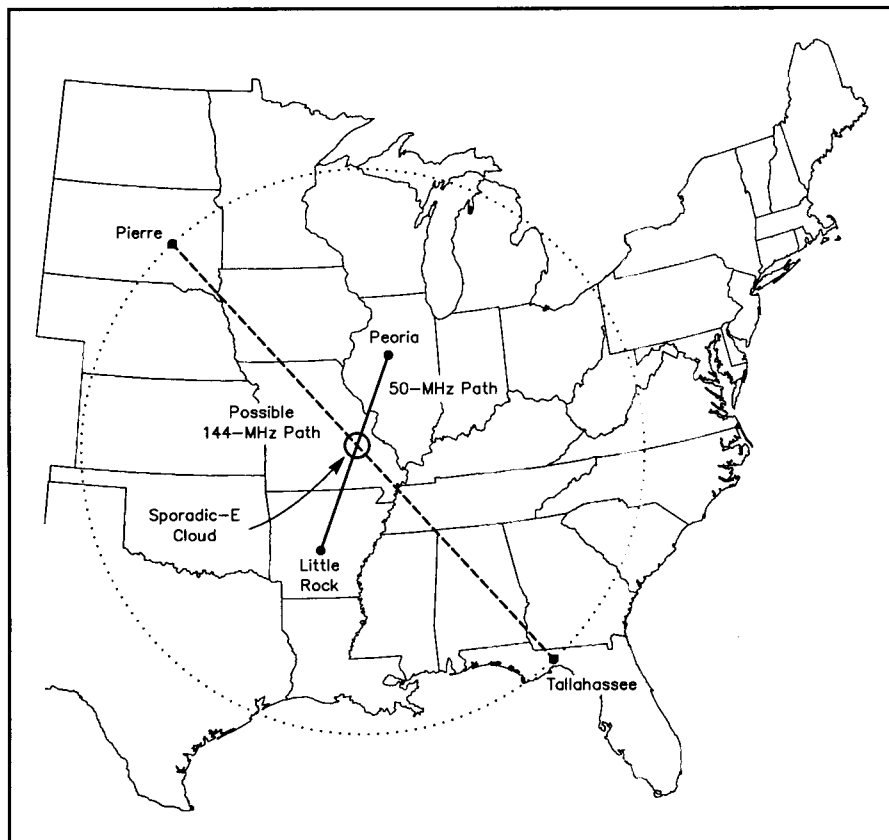 Pierre
Peoria
50-MHz Path
Possible
144-MHz Path
Sporadic-E
Cloud
Little
Rock
Tallahassee